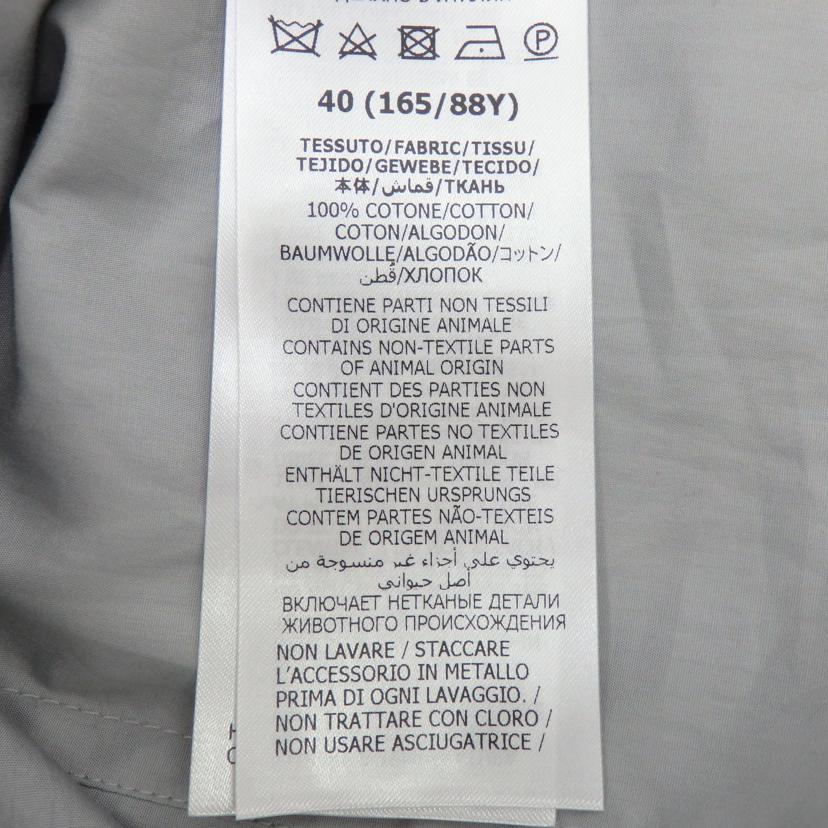 P
40 (165/88Y)
TESSUTO/FABRIC/TISSU/
TEJIDO/GEWEBE/TECIDO/
本体/قماش/ТКАНЬ
100% COTONE/COTTON/
COTON/ALGODON/
BAUMWOLLE/ALGODÃO/コットン/
قُطن/ХЛОПОК
CONTIENE PARTI NON TESSILI
DI ORIGINE ANIMALE
CONTAINS NON-TEXTILE PARTS
OF ANIMAL ORIGIN
CONTIENT DES PARTIES NON
TEXTILES D'ORIGINE ANIMALE
CONTIENE PARTES NO TEXTILES
DE ORIGEN ANIMAL
ENTHÄLT NICHT-TEXTILE TEILE
TIERISCHEN URSPRUNGS
CONTEM PARTES NÃO-TEXTEIS
DE ORIGEM ANIMAL
يحتوي على أجزاء غير منسوجة من
أصل حيواني
ВКЛЮЧАЕТ НЕТКАНЫЕ ДЕТАЛИ
ЖИВОТНОГО ПРОИСХОЖДЕНИЯ
NON LAVARE / STACCARE
L'ACCESSORIO IN METALLO
PRIMA DI OGNI LAVAGGIO. /
NON TRATTARE CON CLORO /
NON USARE ASCIUGATRICE /